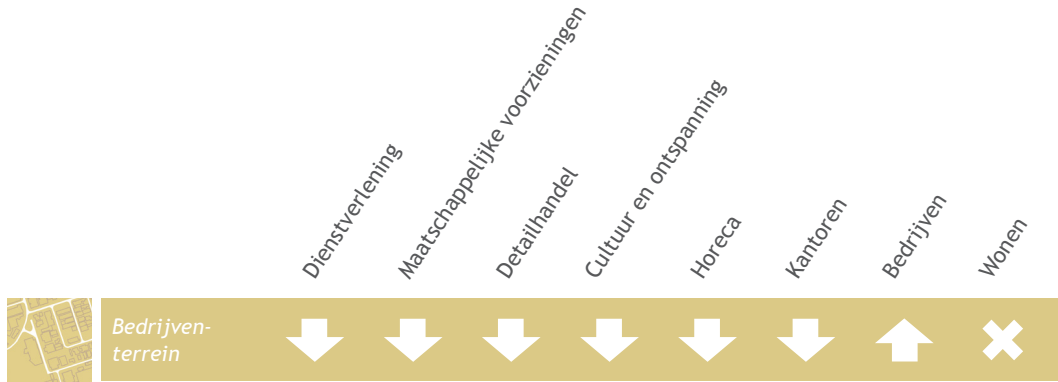 Dienstverlening
Maatschappelijke voorzieningen
Detailhandel
Cultuur en ontspanning
Horeca
Kantoren
Bedrijven
Wonen
Bedrijven-
terrein